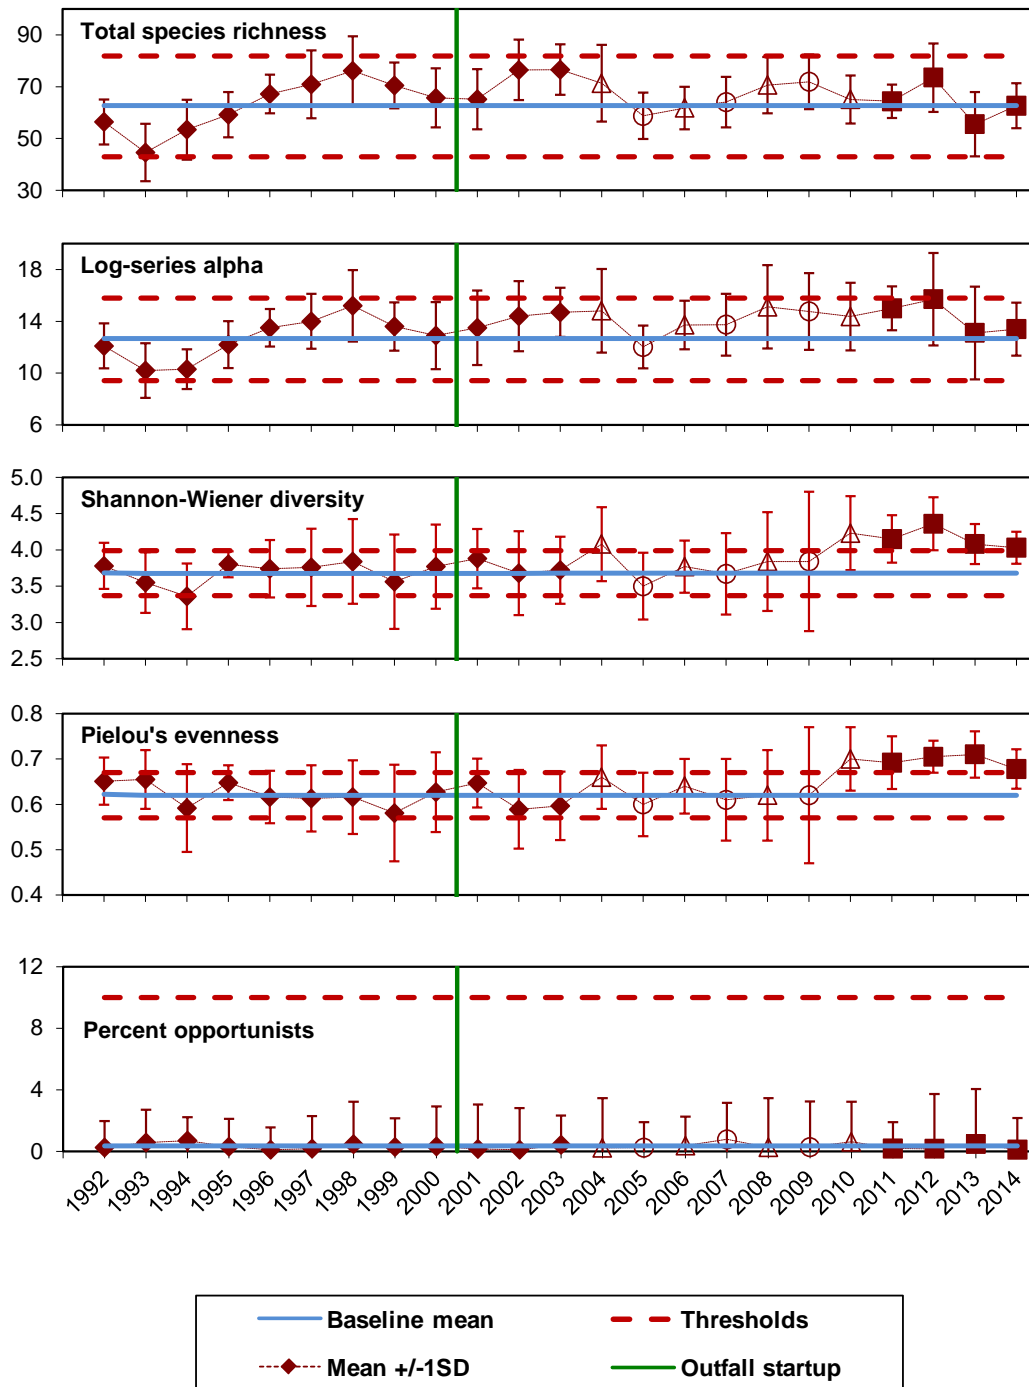 Total species richness
90
70
50
30
Log-series alpha
18
14
10
6
Shannon-Wiener diversity
5.0
4.5
4.0
3.5
3.0
2.5
Pielou's evenness
0.8
0.7
0.6
0.5
0.4
Percent opportunists
12
8
4
0
1992 1993 1994 1995 1996 1997 1998 1999 2000 2001 2002 2003 2004 2005 2006 2007 2008 2009 2010 2011 2012 2013 2014
Baseline mean Thresholds
Mean +/-1SD Outfall startup